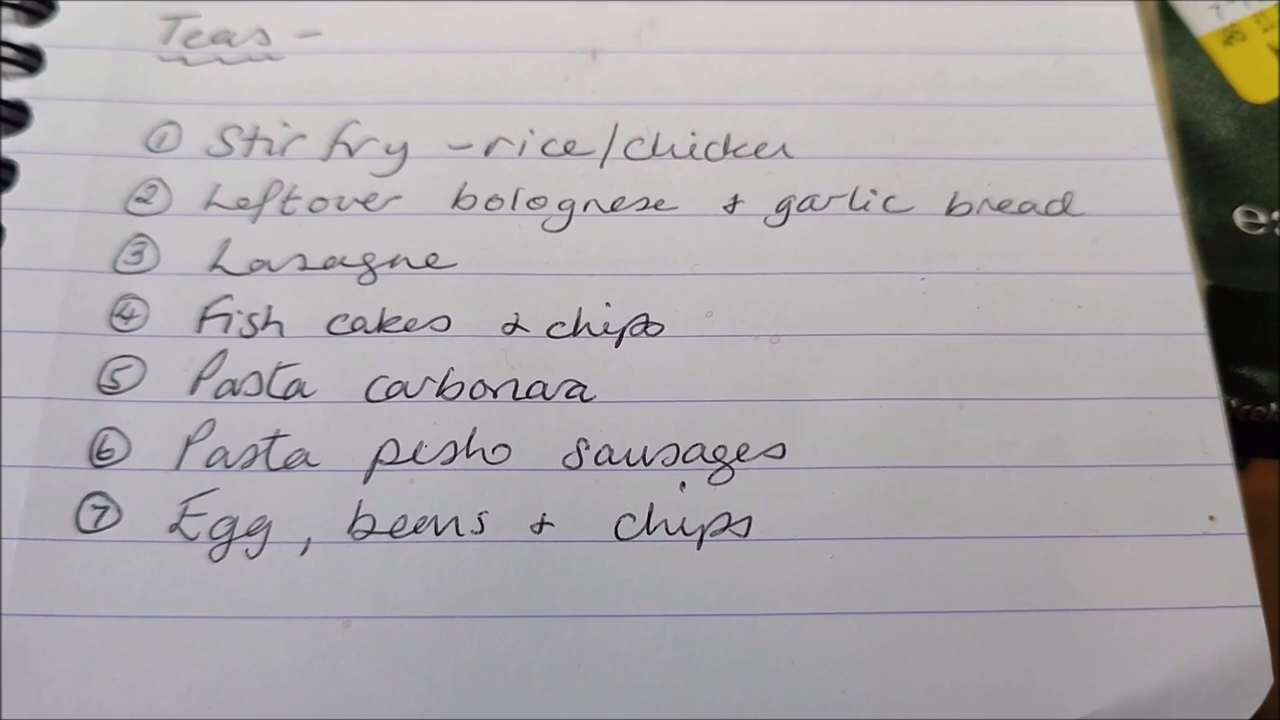 Teas -
① Stir fry - rice/chicken
② Leftover bolognese & garlic bread
③ Lasagne
④ Fish cakes & chips
⑤ Pasta carbonara
⑥ Pasta pesto sausages
⑦ Egg, beans & chips